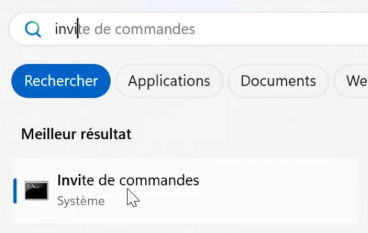 invite de commandes
Rechercher Applications Documents We
Meilleur résultat
Invite de commandes
Système